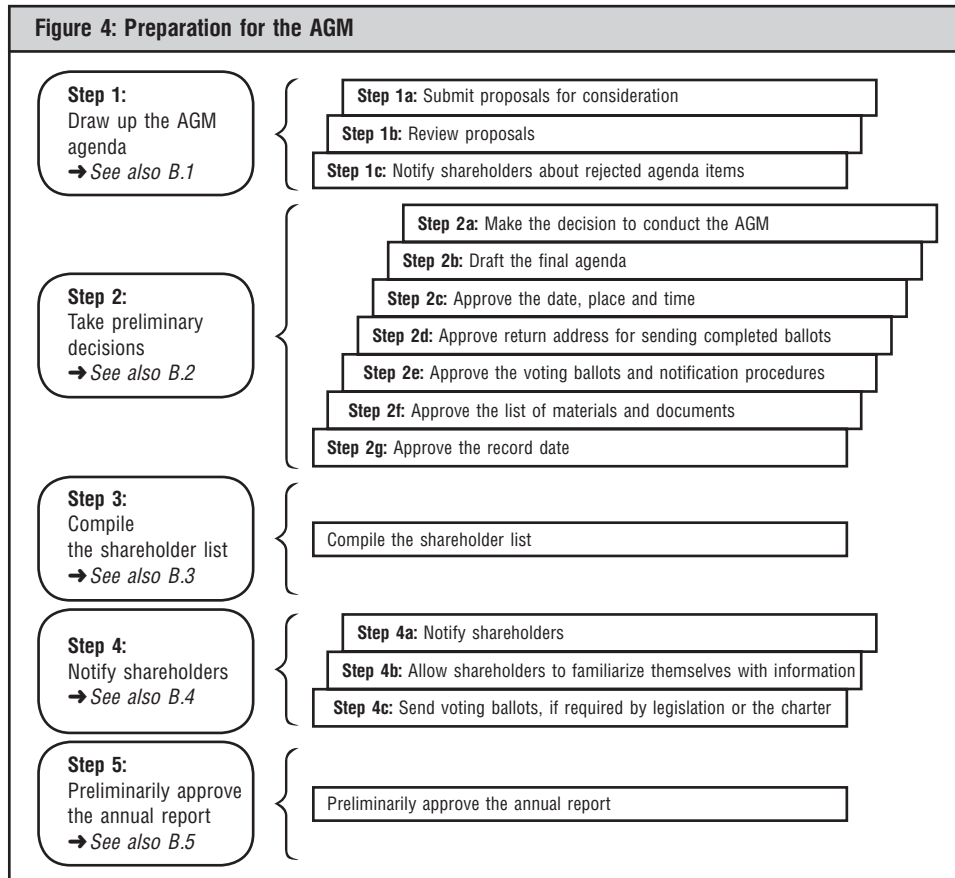 Figure 4: Preparation for the AGM
Step 1:
Draw up the AGM
agenda
➔ See also B.1
Step 1a: Submit proposals for consideration
Step 1b: Review proposals
Step 1c: Notify shareholders about rejected agenda items
Step 2:
Take preliminary
decisions
➔ See also B.2
Step 2a: Make the decision to conduct the AGM
Step 2b: Draft the final agenda
Step 2c: Approve the date, place and time
Step 2d: Approve return address for sending completed ballots
Step 2e: Approve the voting ballots and notification procedures
Step 2f: Approve the list of materials and documents
Step 2g: Approve the record date
Step 3:
Compile
the shareholder list
➔ See also B.3
Compile the shareholder list
Step 4:
Notify shareholders
➔ See also B.4
Step 4a: Notify shareholders
Step 4b: Allow shareholders to familiarize themselves with information
Step 4c: Send voting ballots, if required by legislation or the charter
Step 5:
Preliminarily approve
the annual report
➔ See also B.5
Preliminarily approve the annual report